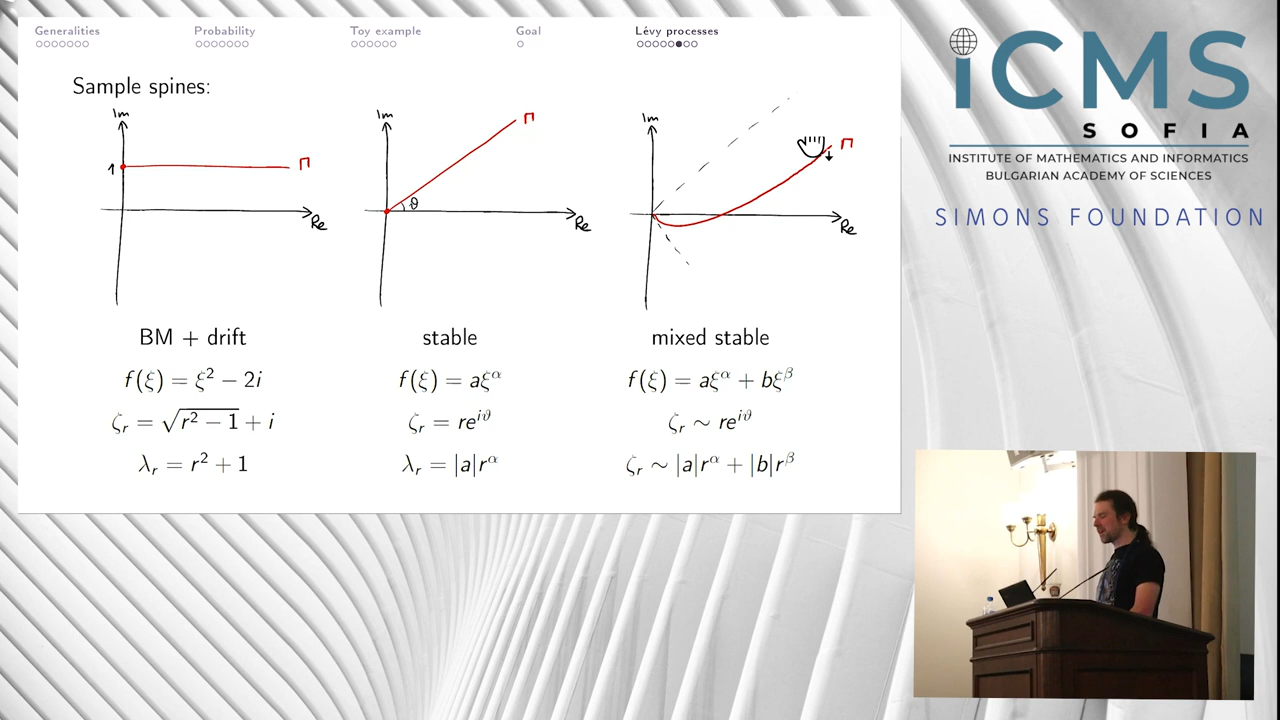 Generalities Probability Toy example Goal Lévy processes
Sample spines:
Im Im Im
1 Π Π Π
ϑ
Re Re Re
BM + drift stable mixed stable
f(ξ) = ξ² − 2i f(ξ) = aξ^α f(ξ) = aξ^α + bξ^β
ζ_r = √(r² − 1) + i ζ_r = re^{iϑ} ζ_r ∼ re^{iϑ}
λ_r = r² + 1 λ_r = |a|r^α ζ_r ∼ |a|r^α + |b|r^β
iCMS
SOFIA
INSTITUTE OF MATHEMATICS AND INFORMATICS
BULGARIAN ACADEMY OF SCIENCES
SIMONS FOUNDATION